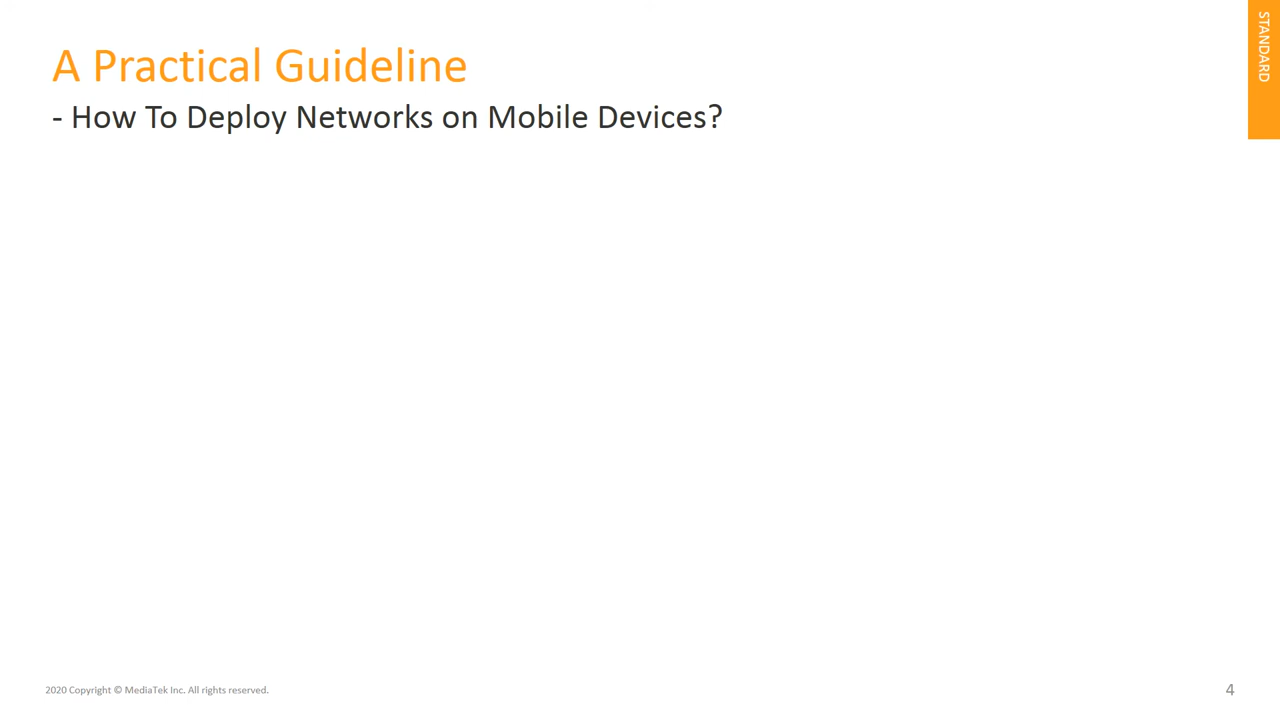 A Practical Guideline
- How To Deploy Networks on Mobile Devices?
STANDARD
2020 Copyright © MediaTek Inc. All rights reserved.
4